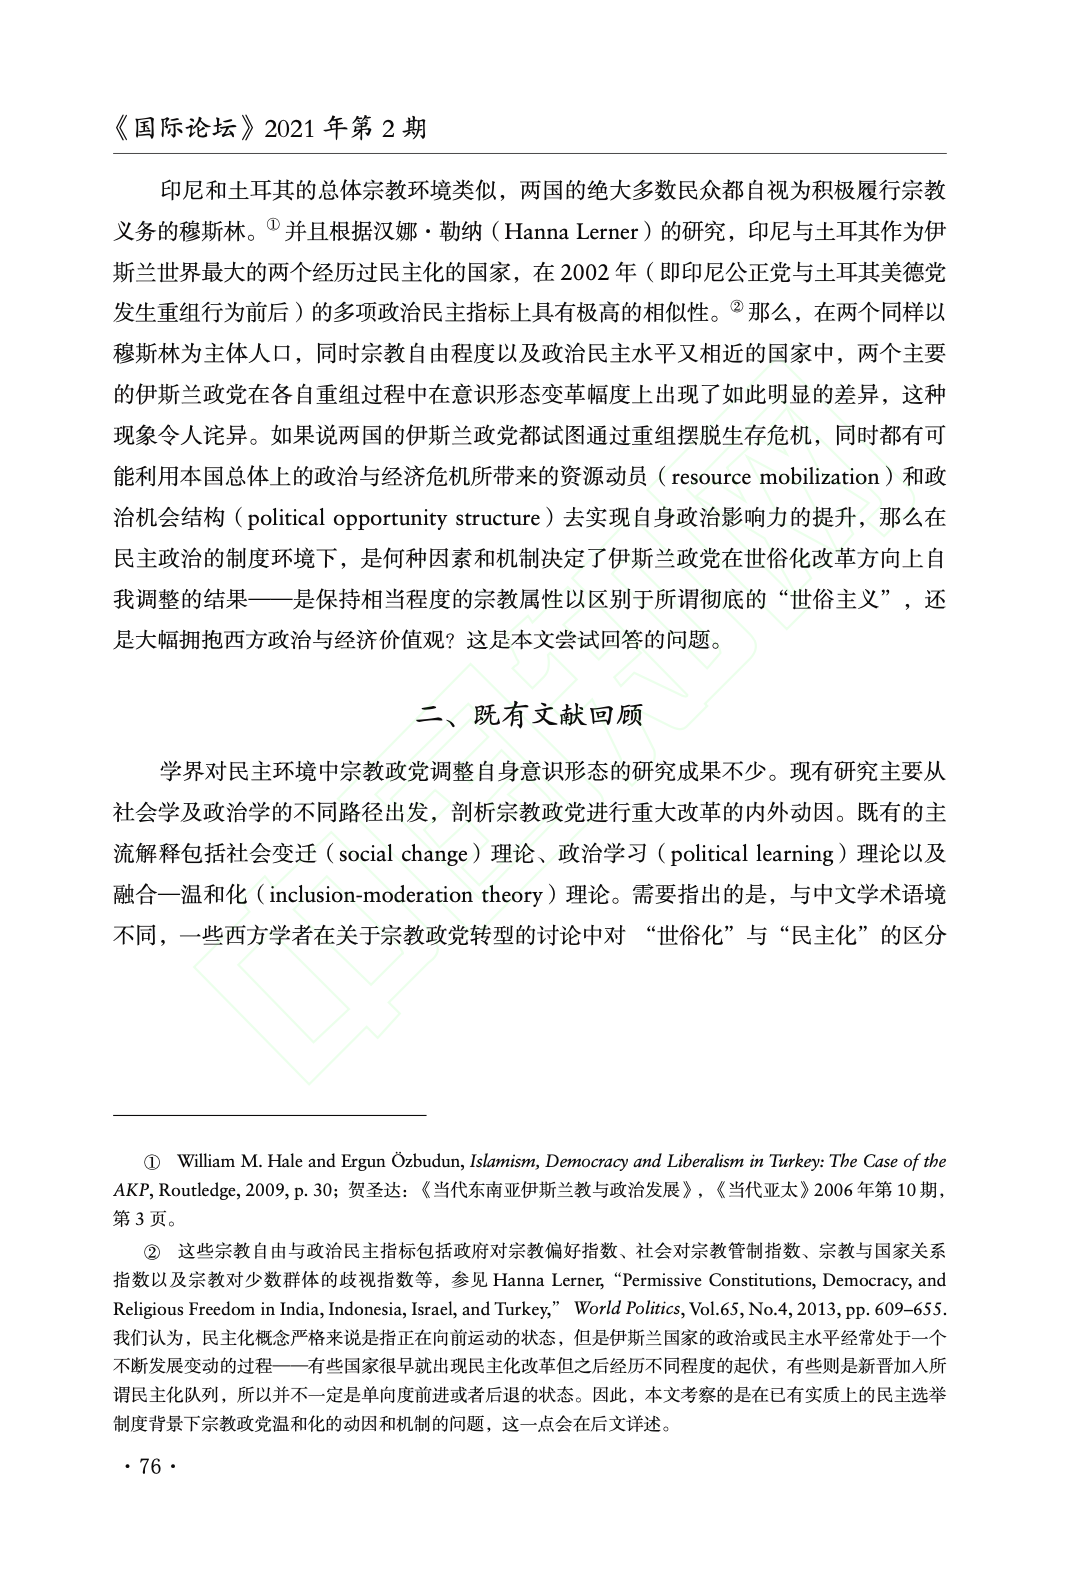 《国际论坛》2021 年第 2 期
印尼和土耳其的总体宗教环境类似，两国的绝大多数民众都自视为积极履行宗教
义务的穆斯林。①并且根据汉娜·勒纳（Hanna Lerner）的研究，印尼与土耳其作为伊
斯兰世界最大的两个经历过民主化的国家，在 2002 年（即印尼公正党与土耳其美德党
发生重组行为前后）的多项政治民主指标上具有极高的相似性。②那么，在两个同样以
穆斯林为主体人口，同时宗教自由程度以及政治民主水平又相近的国家中，两个主要
的伊斯兰政党在各自重组过程中在意识形态变革幅度上出现了如此明显的差异，这种
现象令人诧异。如果说两国的伊斯兰政党都试图通过重组摆脱生存危机，同时都有可
能利用本国总体上的政治与经济危机所带来的资源动员（resource mobilization）和政
治机会结构（political opportunity structure）去实现自身政治影响力的提升，那么在
民主政治的制度环境下，是何种因素和机制决定了伊斯兰政党在世俗化改革方向上自
我调整的结果——是保持相当程度的宗教属性以区别于所谓彻底的“世俗主义”，还
是大幅拥抱西方政治与经济价值观？这是本文尝试回答的问题。
二、既有文献回顾
学界对民主环境中宗教政党调整自身意识形态的研究成果不少。现有研究主要从
社会学及政治学的不同路径出发，剖析宗教政党进行重大改革的内外动因。既有的主
流解释包括社会变迁（social change）理论、政治学习（political learning）理论以及
融合—温和化（inclusion-moderation theory）理论。需要指出的是，与中文学术语境
不同，一些西方学者在关于宗教政党转型的讨论中对 “世俗化”与“民主化”的区分
① William M. Hale and Ergun Özbudun, Islamism, Democracy and Liberalism in Turkey: The Case of the
AKP, Routledge, 2009, p. 30；贺圣达：《当代东南亚伊斯兰教与政治发展》，《当代亚太》2006 年第 10 期，
第 3 页。
② 这些宗教自由与政治民主指标包括政府对宗教偏好指数、社会对宗教管制指数、宗教与国家关系
指数以及宗教对少数群体的歧视指数等，参见 Hanna Lerner, “Permissive Constitutions, Democracy, and
Religious Freedom in India, Indonesia, Israel, and Turkey,” World Politics, Vol.65, No.4, 2013, pp. 609–655.
我们认为，民主化概念严格来说是指正在向前运动的状态，但是伊斯兰国家的政治或民主水平经常处于一个
不断发展变动的过程——有些国家很早就出现民主化改革但之后经历不同程度的起伏，有些则是新晋加入所
谓民主化队列，所以并不一定是单向度前进或者后退的状态。因此，本文考察的是在已有实质上的民主选举
制度背景下宗教政党温和化的动因和机制的问题，这一点会在后文详述。
· 76 ·